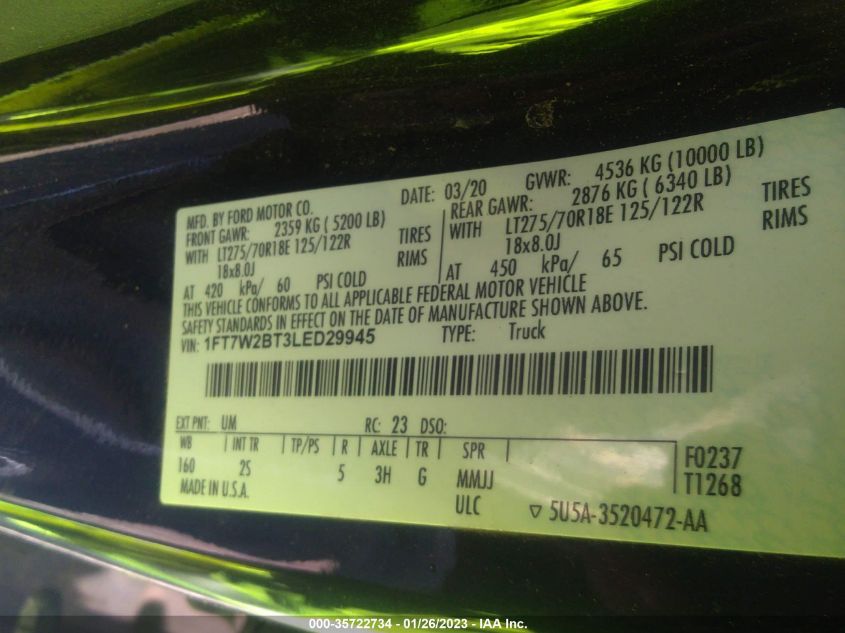 MFD. BY FORD MOTOR CO.
DATE: 03/20 GVWR: 4536 KG (10000 LB)
FRONT GAWR: 2359 KG ( 5200 LB)
WITH LT275/70R18E 125/122R TIRES
18x8.0J RIMS
AT 420 kPa/ 60 PSI COLD
REAR GAWR: 2876 KG ( 6340 LB)
WITH LT275/70R18E 125/122R TIRES
18x8.0J RIMS
AT 450 kPa/ 65 PSI COLD
THIS VEHICLE CONFORMS TO ALL APPLICABLE FEDERAL MOTOR VEHICLE
SAFETY STANDARDS IN EFFECT ON THE DATE OF MANUFACTURE SHOWN ABOVE.
VIN: 1FT7W2BT3LED29945 TYPE: Truck
EXT PNT: UM RC: 23 DSO:
WB INT TR TP/PS R AXLE TR SPR
160 2S 5 3H G MMJJ
MADE IN U.S.A. ULC
F0237
T1268
▽ 5U5A-3520472-AA
000-35722734 - 01/26/2023 - IAA Inc.